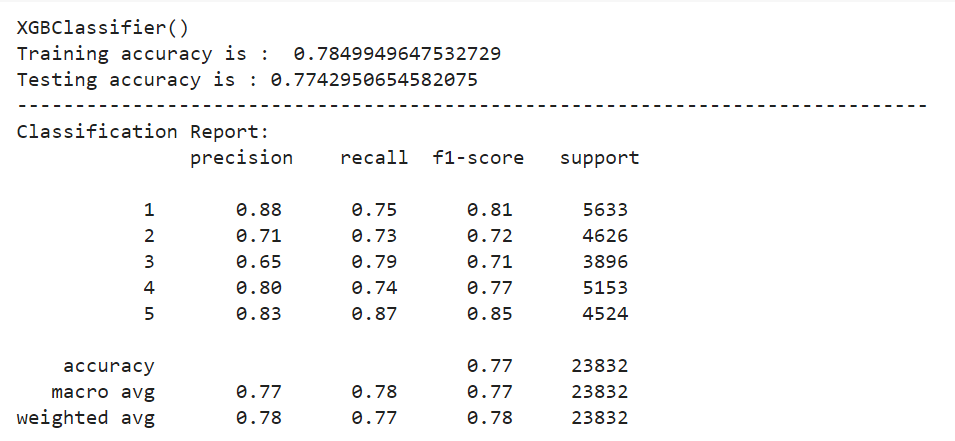 XGBClassifier()
Training accuracy is :  0.7849949647532729
Testing accuracy is : 0.7742950654582075
--------------------------------------------------------------------------------
Classification Report:
              precision    recall  f1-score   support

           1       0.88      0.75      0.81      5633
           2       0.71      0.73      0.72      4626
           3       0.65      0.79      0.71      3896
           4       0.80      0.74      0.77      5153
           5       0.83      0.87      0.85      4524

    accuracy                           0.77     23832
   macro avg       0.77      0.78      0.77     23832
weighted avg       0.78      0.77      0.78     23832